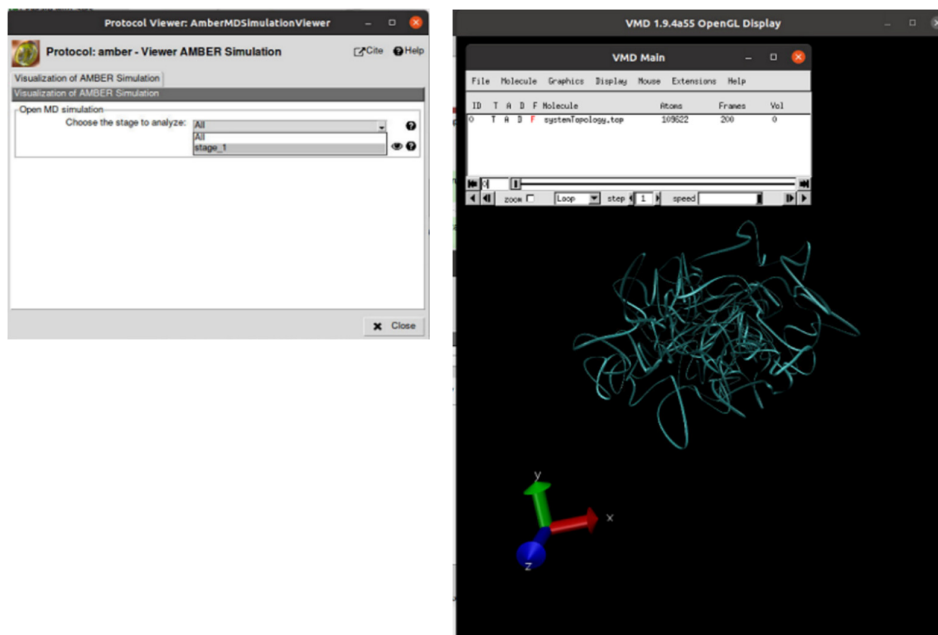 Protocol Viewer: AmberMDSimulationViewer
Protocol: amber - Viewer AMBER Simulation
Cite
Help
Visualization of AMBER Simulation
Visualization of AMBER Simulation
Open MD simulation
Choose the stage to analyze: All
All
stage_1
Close
VMD 1.9.4a55 OpenGL Display
VMD Main
File Molecule Graphics Display Mouse Extensions Help
ID T A D F Molecule Atoms Frames Vol
0 T A D F systemTopology.top 109622 200 0
0
zoom Loop step 1 speed
y
x
z